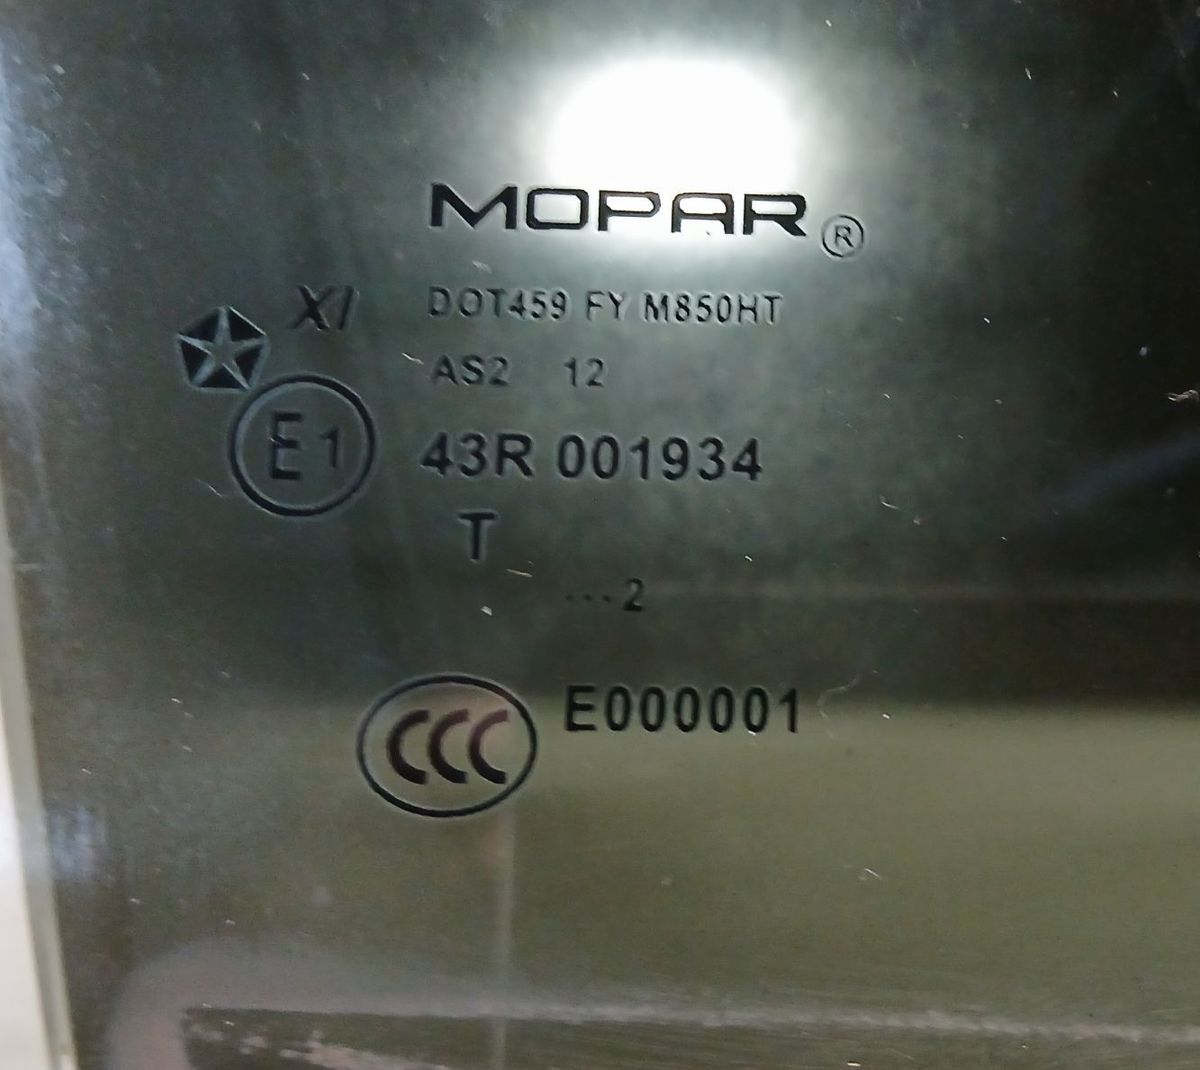 MOPAR ®
XI DOT459 FY M850HT
AS2 12
E1 43R 001934
T
...2
CCC E000001